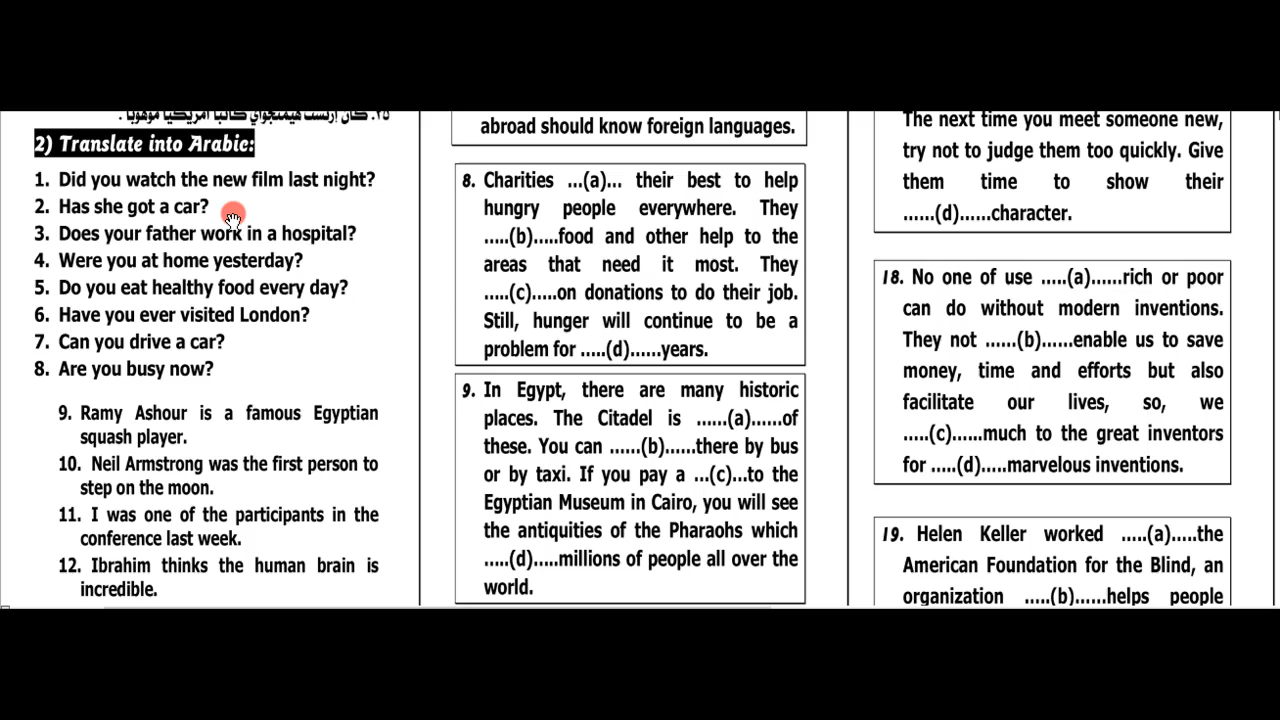 ٢٥. كان إرنست هيمنجواي كاتبًا أمريكيًا موهوبًا .
2) Translate into Arabic:
1. Did you watch the new film last night?
2. Has she got a car?
3. Does your father work in a hospital?
4. Were you at home yesterday?
5. Do you eat healthy food every day?
6. Have you ever visited London?
7. Can you drive a car?
8. Are you busy now?
9. Ramy Ashour is a famous Egyptian
squash player.
10. Neil Armstrong was the first person to
step on the moon.
11. I was one of the participants in the
conference last week.
12. Ibrahim thinks the human brain is
incredible.
abroad should know foreign languages.
8. Charities ...(a)... their best to help
hungry people everywhere. They
.....(b).....food and other help to the
areas that need it most. They
.....(c).....on donations to do their job.
Still, hunger will continue to be a
problem for .....(d)......years.
9. In Egypt, there are many historic
places. The Citadel is ......(a)......of
these. You can ......(b)......there by bus
or by taxi. If you pay a ...(c)...to the
Egyptian Museum in Cairo, you will see
the antiquities of the Pharaohs which
.....(d).....millions of people all over the
world.
The next time you meet someone new,
try not to judge them too quickly. Give
them time to show their
......(d)......character.
18. No one of use .....(a)......rich or poor
can do without modern inventions.
They not ......(b)......enable us to save
money, time and efforts but also
facilitate our lives, so, we
.....(c)......much to the great inventors
for .....(d).....marvelous inventions.
19. Helen Keller worked .....(a).....the
American Foundation for the Blind, an
organization .....(b)......helps people